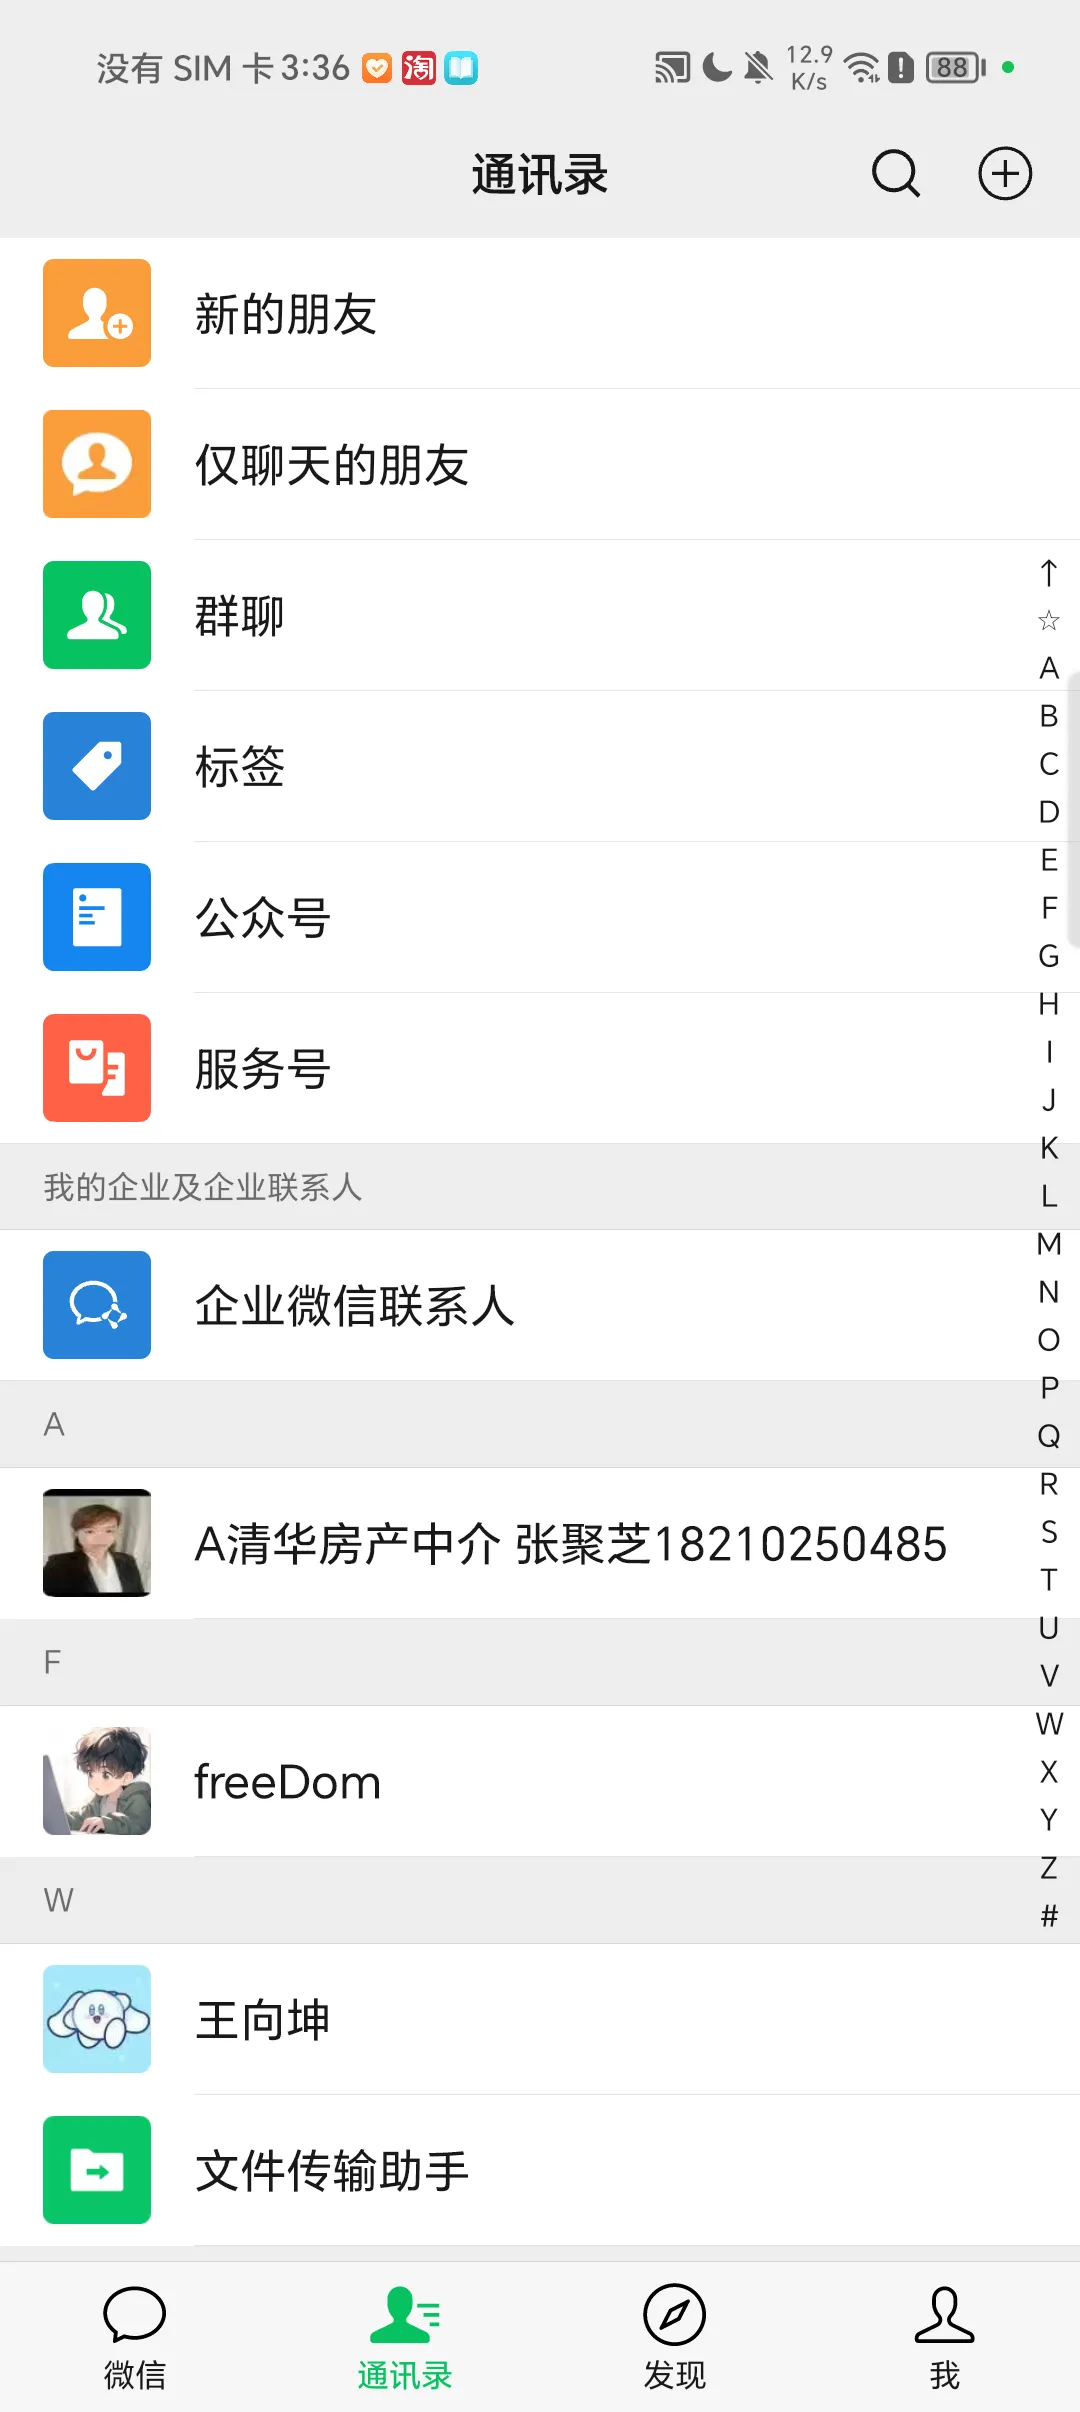 没有 SIM 卡 3:36 淘 12.9 K/s 88
通讯录
新的朋友
仅聊天的朋友
群聊
标签
公众号
服务号
我的企业及企业联系人
企业微信联系人
A
A清华房产中介 张聚芝18210250485
F
freeDom
W
王向坤
文件传输助手
↑
☆
A
B
C
D
E
F
G
H
I
J
K
L
M
N
O
P
Q
R
S
T
U
V
W
X
Y
Z
#
微信
通讯录
发现
我